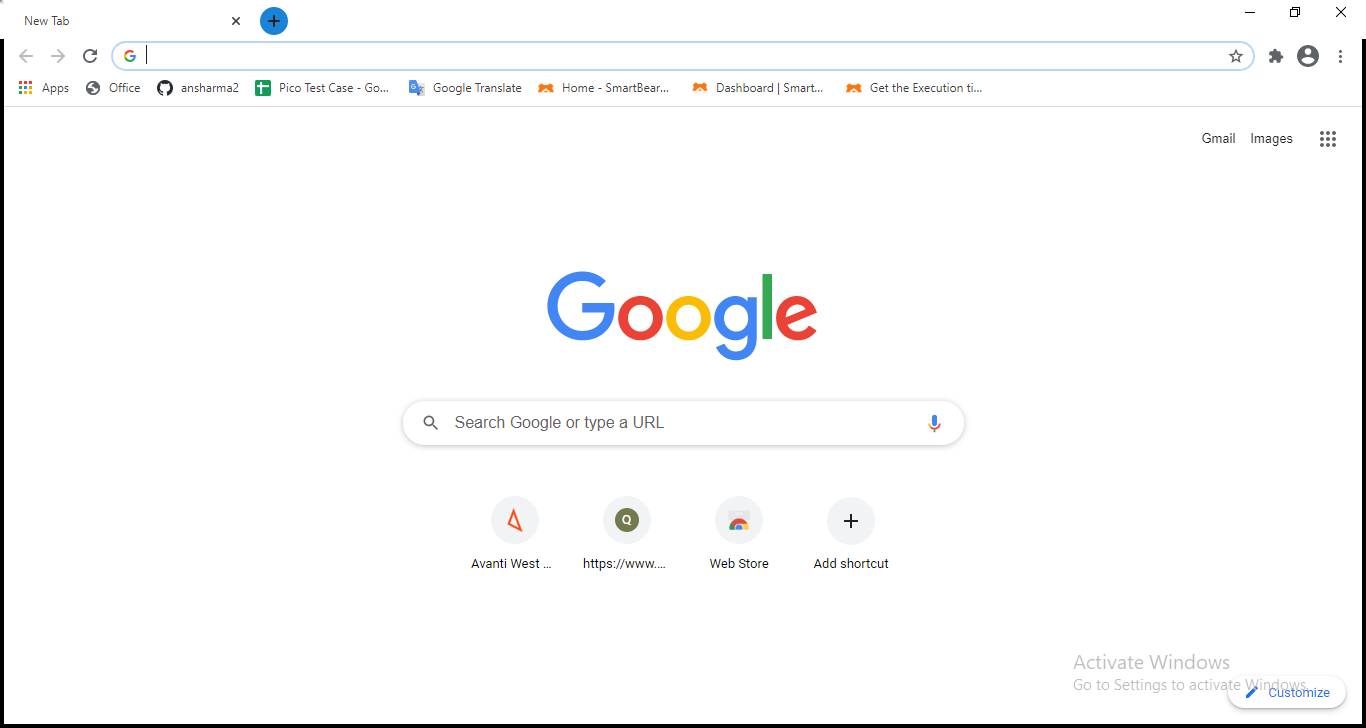 New Tab
Apps Office ansharma2 Pico Test Case - Go... Google Translate Home - SmartBear... Dashboard | Smart... Get the Execution ti...
Gmail Images
Google
Search Google or type a URL
Q
Avanti West ... https://www.... Web Store Add shortcut
Activate Windows
Go to Settings to activate Windows.
Customize